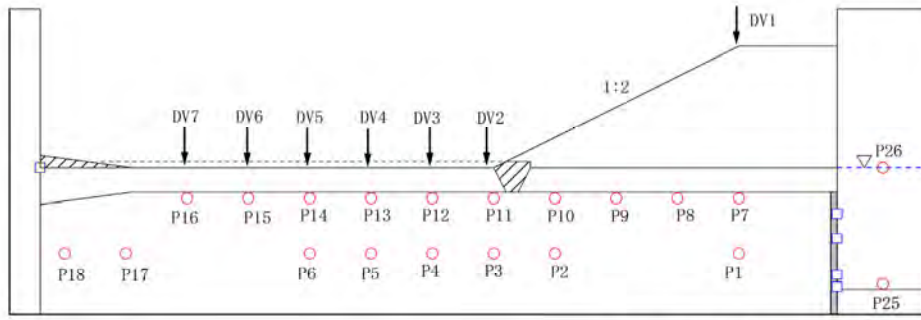 DV1
1:2
DV7 DV6 DV5 DV4 DV3 DV2
P26
P16 P15 P14 P13 P12 P11 P10 P9 P8 P7
P18 P17 P6 P5 P4 P3 P2 P1
P25